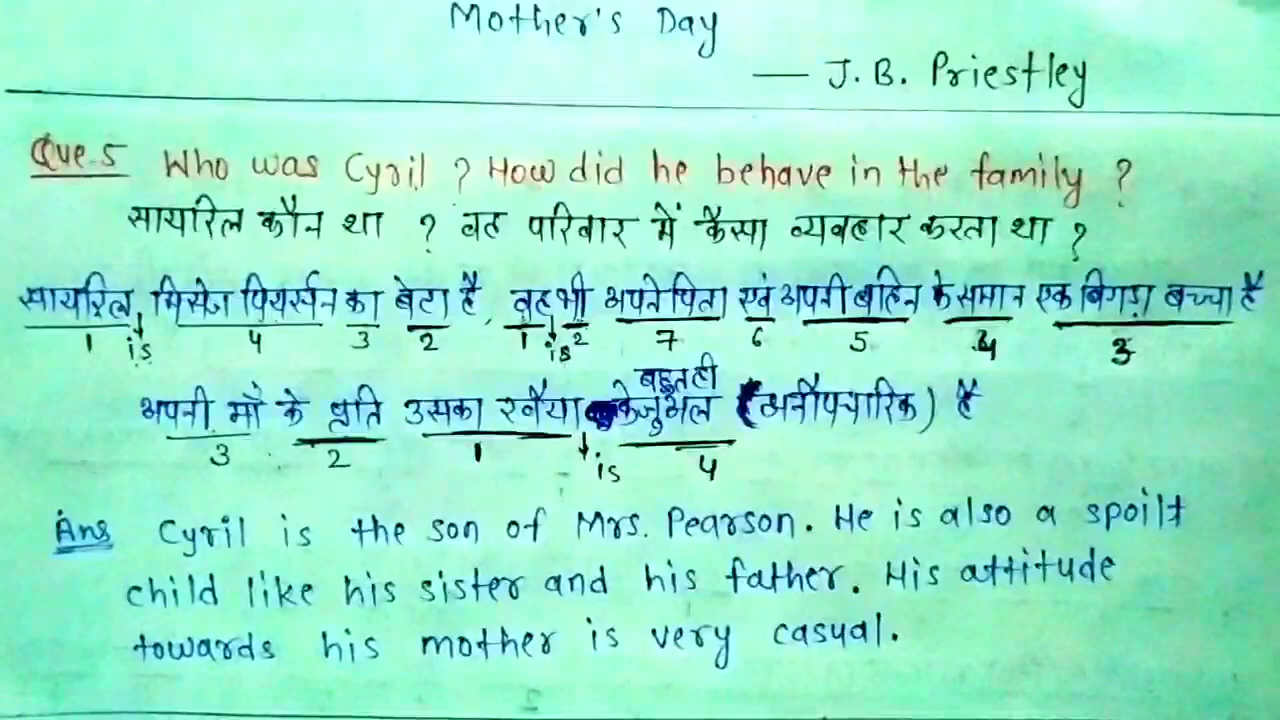 Mother's Day
— J. B. Priestley
Que.5 Who was Cyril ? How did he behave in the family ?
सायरिल कौन था ? वह परिवार में कैसा व्यवहार करता था ?
सायरिल, मिसेज पियर्सन का बेटा है, वह भी अपने पिता एवं अपनी बहिन के समान एक बिगड़ा बच्चा है
1 is 4 3 2 1 is 2 7 6 5 4 3
बहुत ही
अपनी माँ के प्रति उसका रवैया केजुअल (अनौपचारिक) है
3 2 1 is 4
Ans Cyril is the son of Mrs. Pearson. He is also a spoilt
child like his sister and his father. His attitude
towards his mother is very casual.